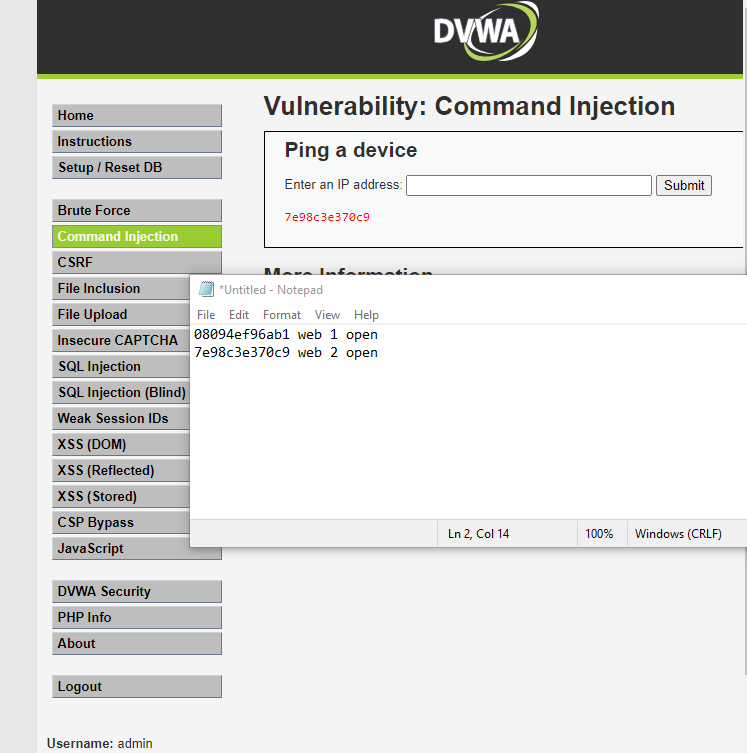 DVWA
Vulnerability: Command Injection
Home
Instructions
Setup / Reset DB
Brute Force
Command Injection
CSRF
File Inclusion
File Upload
Insecure CAPTCHA
SQL Injection
SQL Injection (Blind)
Weak Session IDs
XSS (DOM)
XSS (Reflected)
XSS (Stored)
CSP Bypass
JavaScript
DVWA Security
PHP Info
About
Logout
Username: admin
Ping a device
Enter an IP address: Submit
7e98c3e370c9
More Information
*Untitled - Notepad
File Edit Format View Help
08094ef96ab1 web 1 open
7e98c3e370c9 web 2 open
Ln 2, Col 14 100% Windows (CRLF)